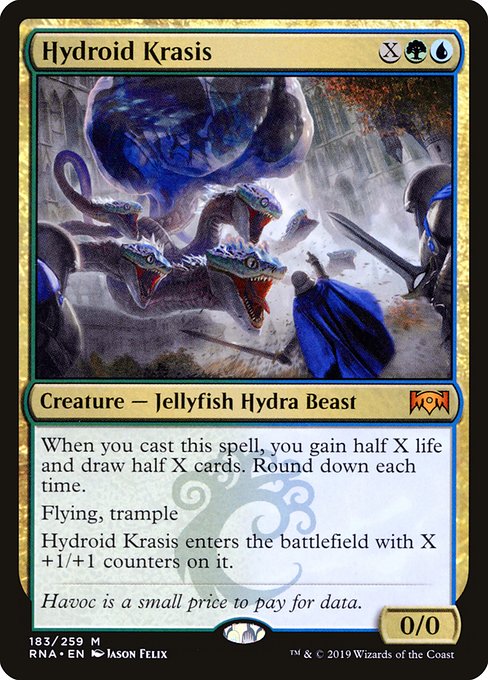 Hydroid Krasis X
Creature — Jellyfish Hydra Beast
When you cast this spell, you gain half X life
and draw half X cards. Round down each
time.
Flying, trample
Hydroid Krasis enters the battlefield with X
+1/+1 counters on it.
Havoc is a small price to pay for data.
0/0
183/259 M
RNA • EN Jason Felix
™ & © 2019 Wizards of the Coast